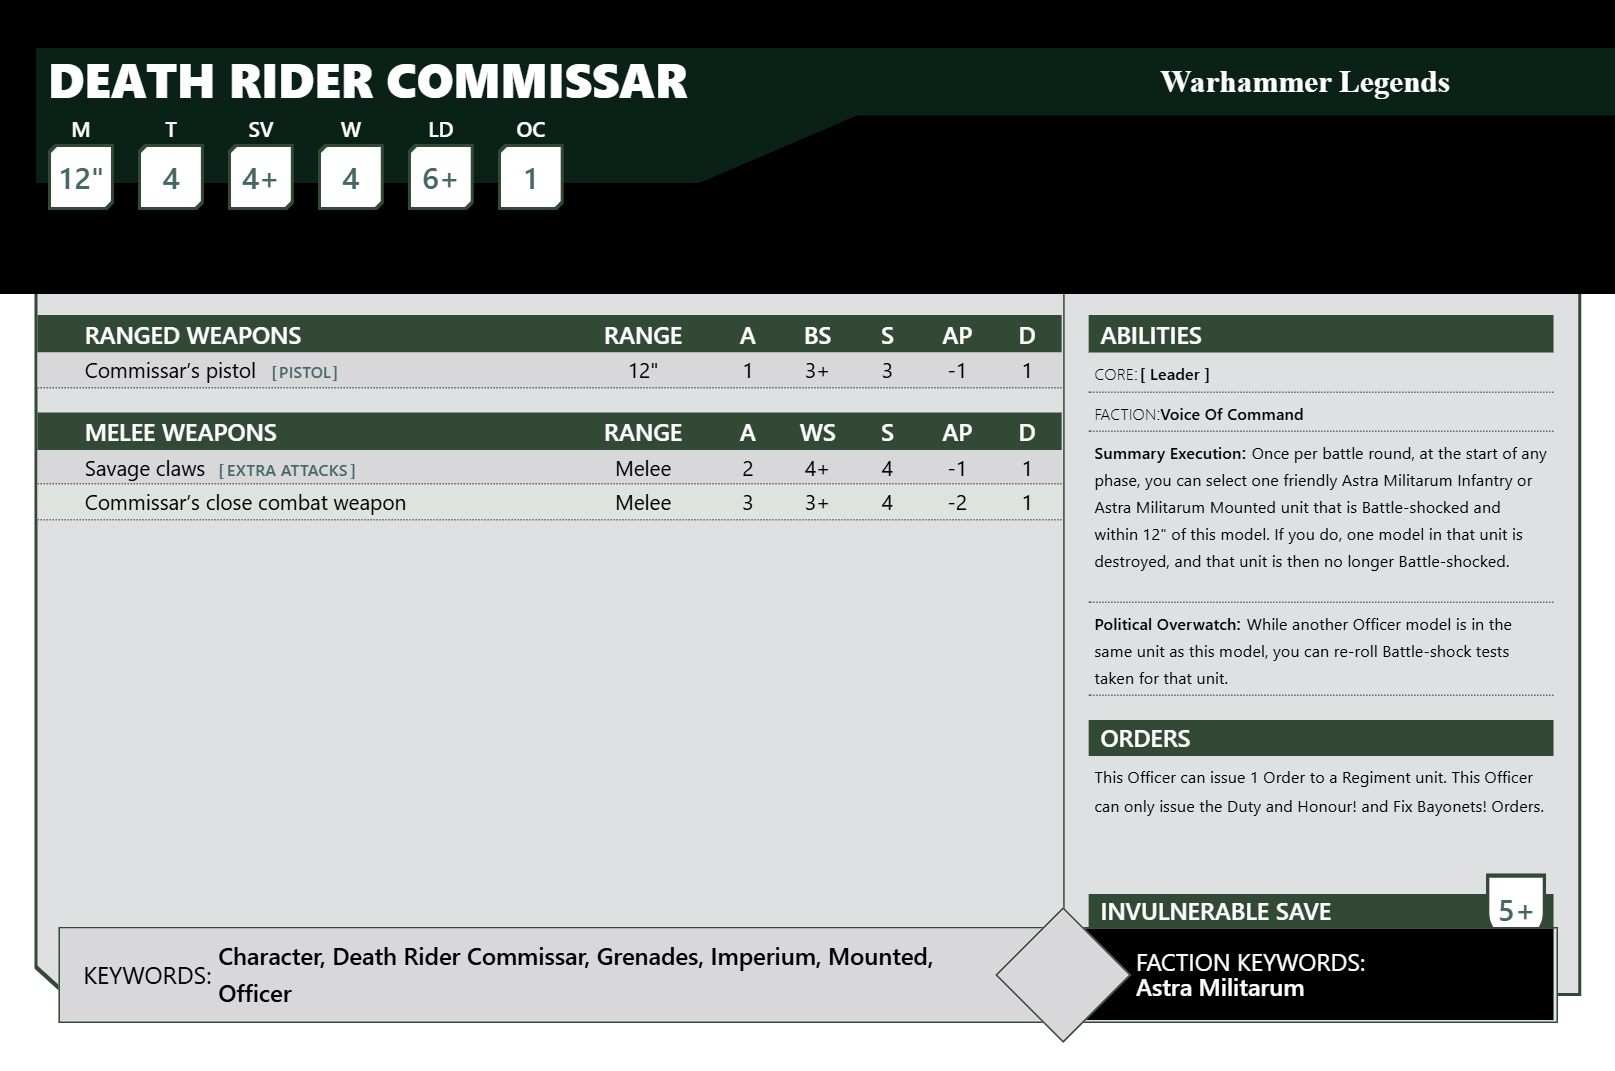 DEATH RIDER COMMISSAR
Warhammer Legends
M T SV W LD OC
12" 4 4+ 4 6+ 1
RANGED WEAPONS RANGE A BS S AP D
Commissar's pistol [PISTOL] 12" 1 3+ 3 -1 1
MELEE WEAPONS RANGE A WS S AP D
Savage claws [EXTRA ATTACKS] Melee 2 4+ 4 -1 1
Commissar's close combat weapon Melee 3 3+ 4 -2 1
ABILITIES
CORE:[ Leader ]
FACTION:Voice Of Command
Summary Execution: Once per battle round, at the start of any
phase, you can select one friendly Astra Militarum Infantry or
Astra Militarum Mounted unit that is Battle-shocked and
within 12" of this model. If you do, one model in that unit is
destroyed, and that unit is then no longer Battle-shocked.
Political Overwatch: While another Officer model is in the
same unit as this model, you can re-roll Battle-shock tests
taken for that unit.
ORDERS
This Officer can issue 1 Order to a Regiment unit. This Officer
can only issue the Duty and Honour! and Fix Bayonets! Orders.
INVULNERABLE SAVE 5+
KEYWORDS: Character, Death Rider Commissar, Grenades, Imperium, Mounted,
Officer
FACTION KEYWORDS:
Astra Militarum